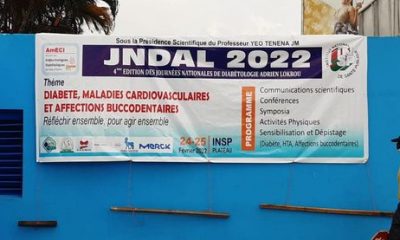 Sous la Présidence Scientifique du Professeur YEO TENENA JM
AmECI
JNDAL 2022
4ème EDITION DES JOURNÉES NATIONALES DE DIABÉTOLOGIE ADRIEN LOKROU
Thème
DIABETE, MALADIES CARDIOVASCULAIRES
ET AFFECTIONS BUCCODENTAIRES
Réfléchir ensemble, pour agir ensemble
24-25
Février 2022
INSP
PLATEAU
MERCK
PROGRAMME
Communications scientifiques
Conférences
Symposia
Activités Physiques
Sensibilisation et Dépistage
(Diabète, HTA, Affections buccodentaires)